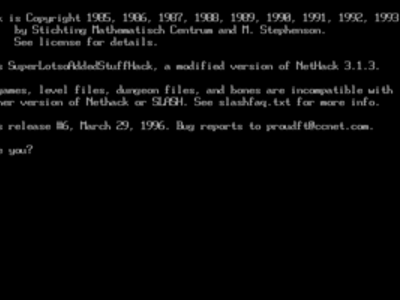 k is Copyright 1985, 1986, 1987, 1988, 1989, 1990, 1991, 1992, 1993
by Stichting Mathematisch Centrum and M. Stephenson.
See license for details.
s SuperLotsoAddedStuffHack, a modified version of NetHack 3.1.3.
games, level files, dungeon files, and bones are incompatible with
her version of Nethack or SLASH. See slashfaq.txt for more info.
s release #6, March 29, 1996. Bug reports to proudft@ccnet.com.
e you?